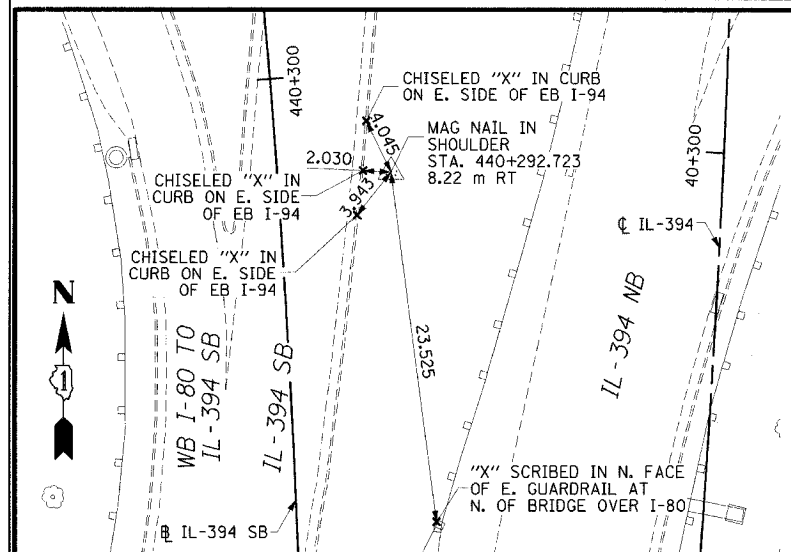 440+300
CHISELED "X" IN CURB
ON E. SIDE OF EB I-94
4.045
MAG NAIL IN
SHOULDER
STA. 440+292.723
8.22 m RT
40+300
2.030
CHISELED "X" IN
CURB ON E. SIDE
OF EB I-94
3.943
℄ IL-394
CHISELED "X" IN
CURB ON E. SIDE
OF EB I-94
N
1
WB I-80 TO
IL-394 SB
IL-394 SB
23.525
IL-394 NB
"X" SCRIBED IN N. FACE
OF E. GUARDRAIL AT
N. OF BRIDGE OVER I-80
BL IL-394 SB